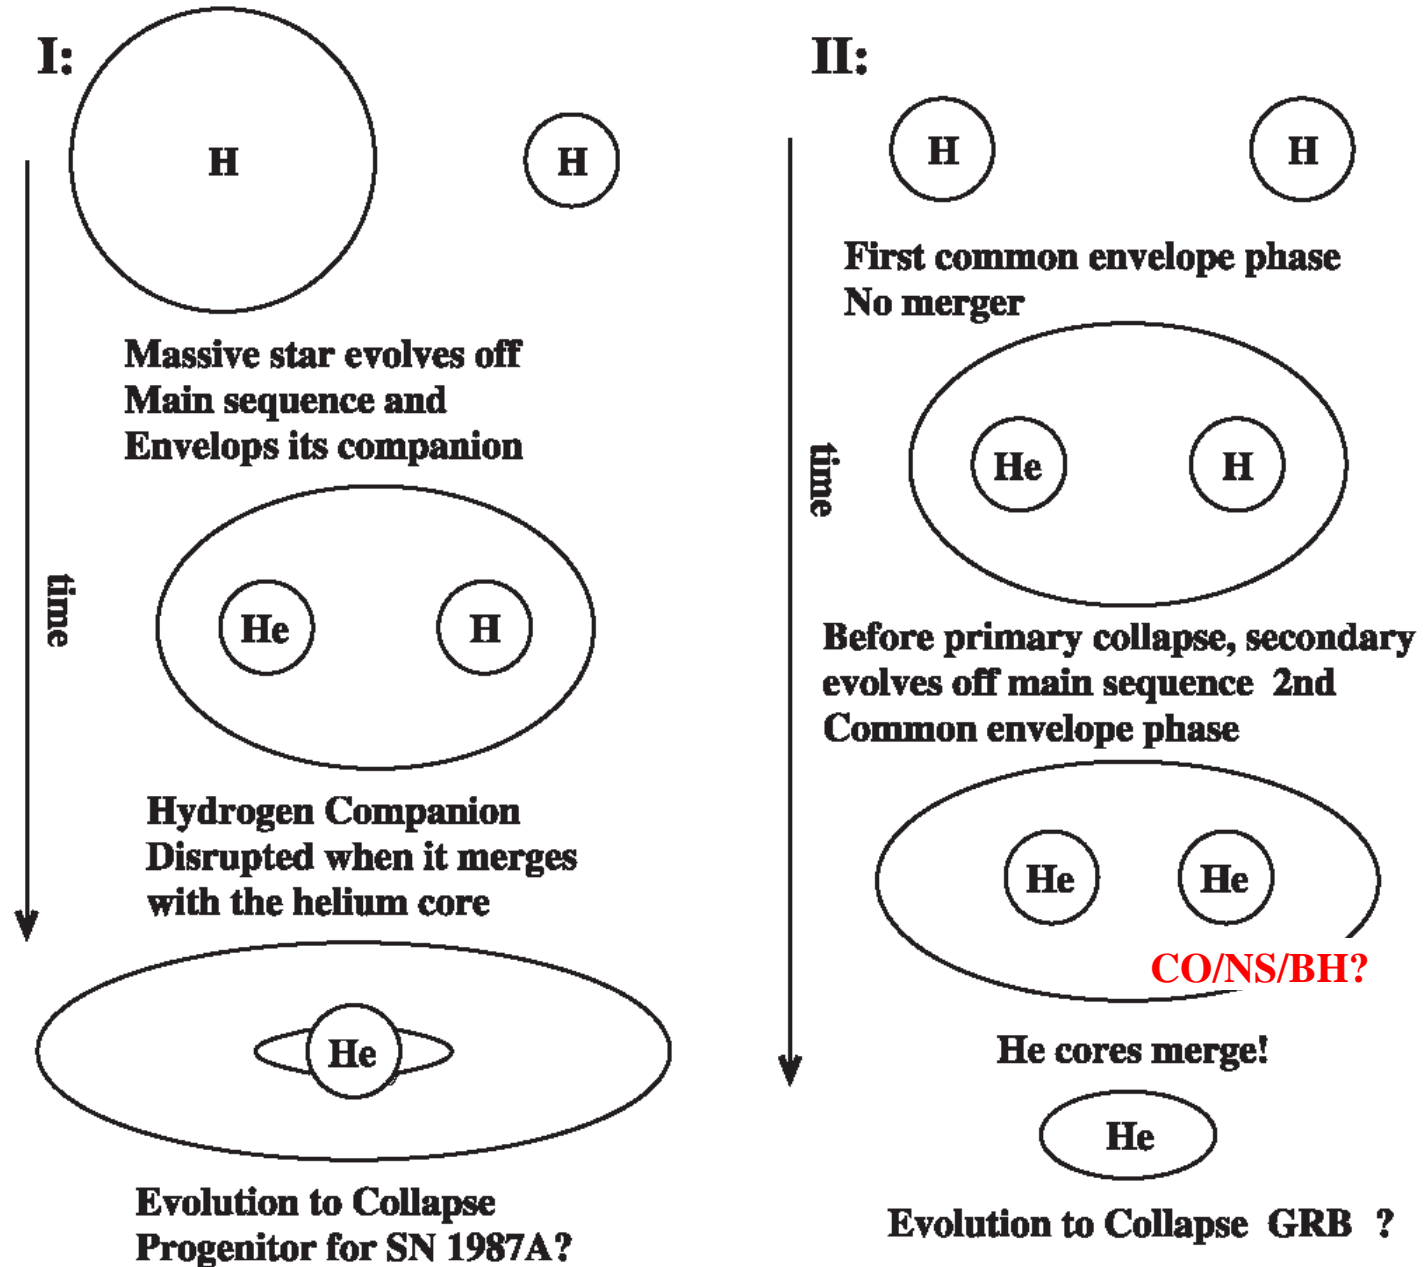 I:
H
H
Massive star evolves off
Main sequence and
Envelops its companion
time
He
H
Hydrogen Companion
Disrupted when it merges
with the helium core
He
Evolution to Collapse
Progenitor for SN 1987A?
II:
H
H
First common envelope phase
No merger
time
He
H
Before primary collapse, secondary
evolves off main sequence 2nd
Common envelope phase
He
He
CO/NS/BH?
He cores merge!
He
Evolution to Collapse GRB ?